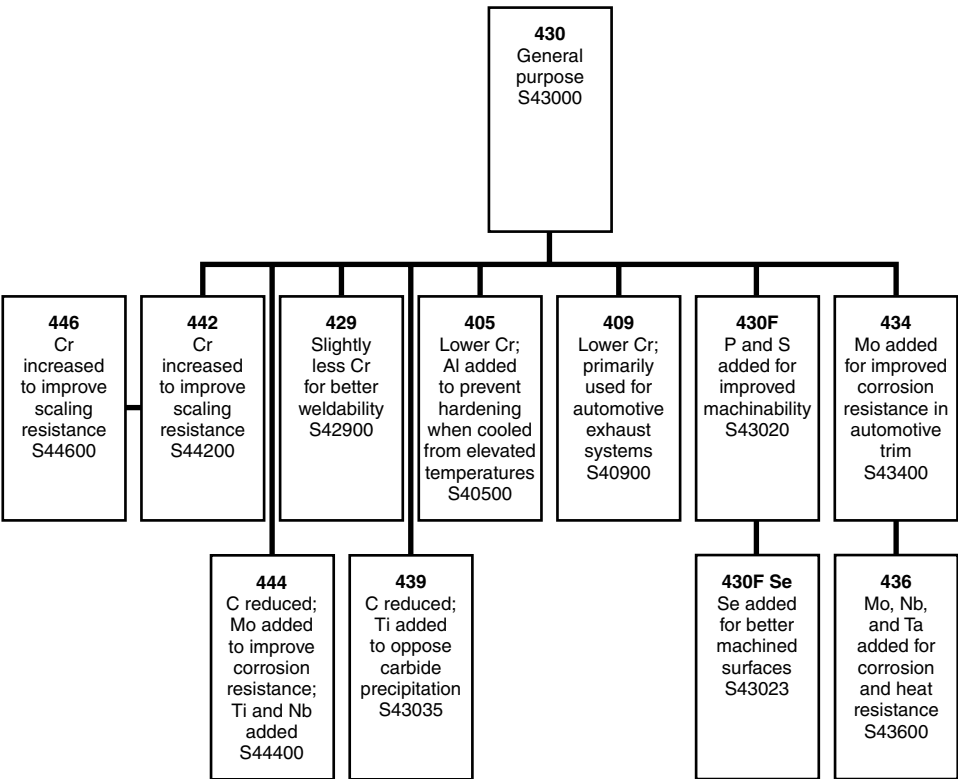 430
General
purpose
S43000
446
Cr
increased
to improve
scaling
resistance
S44600
442
Cr
increased
to improve
scaling
resistance
S44200
429
Slightly
less Cr
for better
weldability
S42900
405
Lower Cr;
Al added
to prevent
hardening
when cooled
from elevated
temperatures
S40500
409
Lower Cr;
primarily
used for
automotive
exhaust
systems
S40900
430F
P and S
added for
improved
machinability
S43020
434
Mo added
for improved
corrosion
resistance in
automotive
trim
S43400
444
C reduced;
Mo added
to improve
corrosion
resistance;
Ti and Nb
added
S44400
439
C reduced;
Ti added
to oppose
carbide
precipitation
S43035
430F Se
Se added
for better
machined
surfaces
S43023
436
Mo, Nb,
and Ta
added for
corrosion
and heat
resistance
S43600